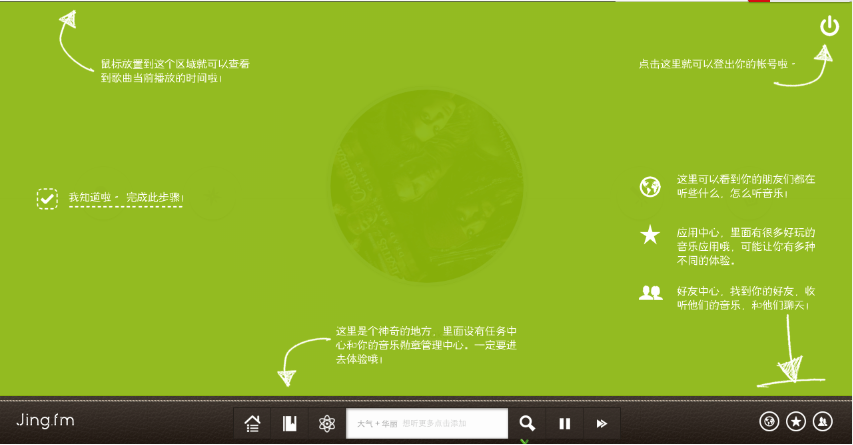 鼠标放置到这个区域就可以查看
到歌曲当前播放的时间啦！
点击这里就可以登出你的帐号啦。
我知道啦。 完成此步骤！
这里可以看到你的朋友们都在
听些什么，怎么听音乐！
应用中心，里面有很多好玩的
音乐应用哦，可能让你有多种
不同的体验。
好友中心，找到你的好友，收
听他们的音乐，和他们聊天！
这里是个神奇的地方，里面设有任务中
心和你的音乐勋章管理中心。一定要进
去体验哦！
Jing.fm
大气 + 华丽 想听更多点击添加